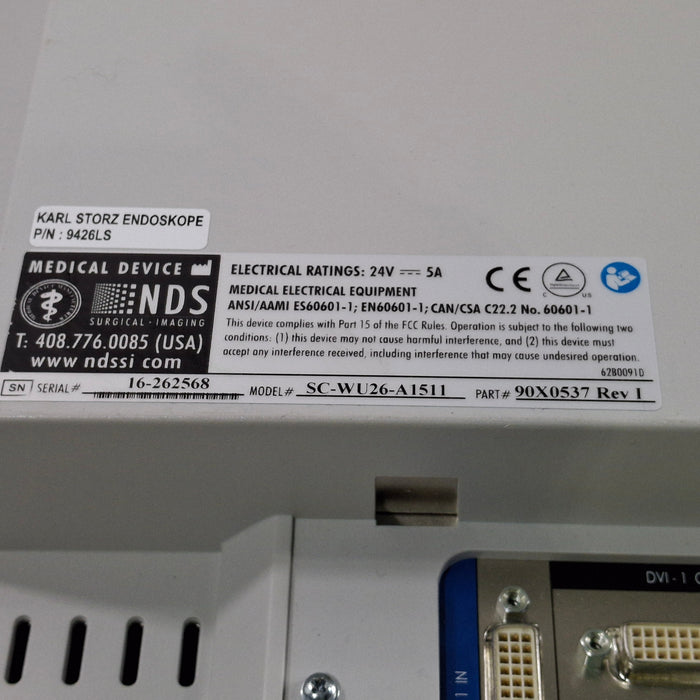 KARL STORZ ENDOSKOPE
P/N : 9426LS
MEDICAL DEVICE
NDS
SURGICAL · IMAGING
T: 408.776.0085 (USA)
www.ndssi.com
ELECTRICAL RATINGS: 24V ⎓ 5A
MEDICAL ELECTRICAL EQUIPMENT
ANSI/AAMI ES60601-1; EN60601-1; CAN/CSA C22.2 No. 60601-1
This device complies with Part 15 of the FCC Rules. Operation is subject to the following two
conditions: (1) this device may not cause harmful interference, and (2) this device must
accept any interference received, including interference that may cause undesired operation.
62B0091D
CE
C US
SN SERIAL# 16-262568 MODEL# SC-WU26-A1511 PART# 90X0537 Rev I
DVI - 1
1 IN